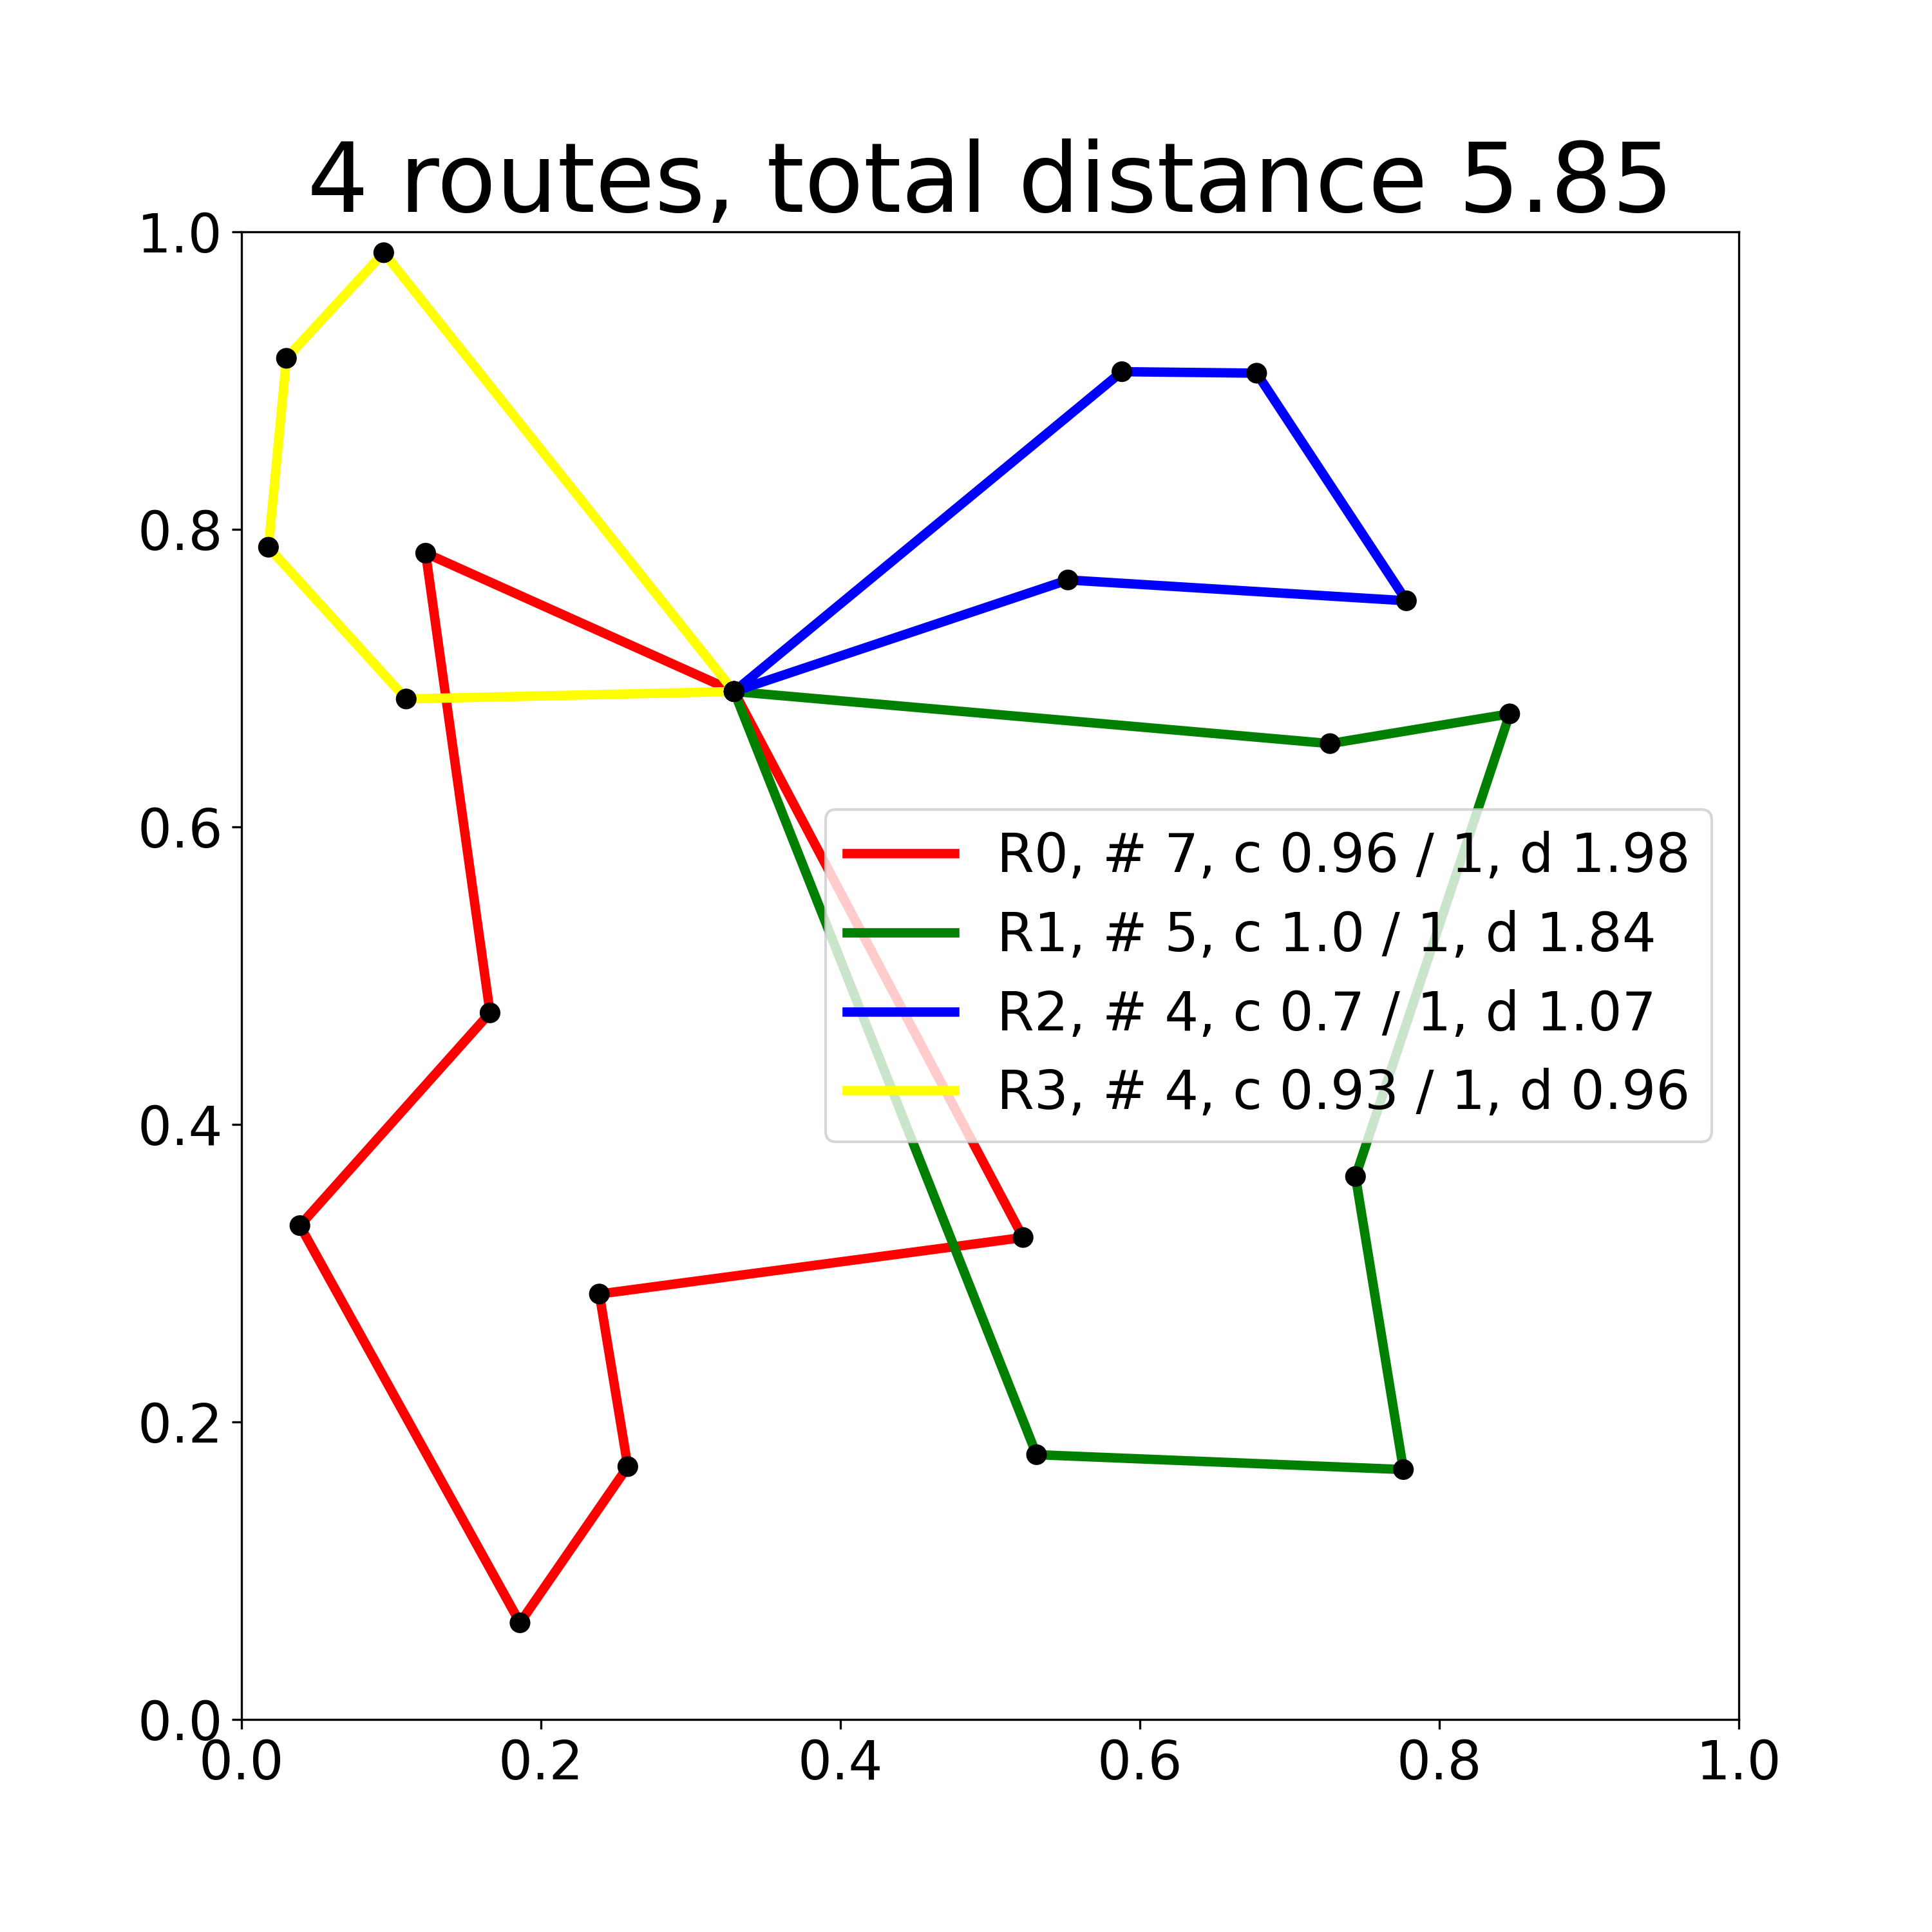 4 routes, total distance 5.85
1.0
0.8
0.6
0.4
0.2
0.0
R0, # 7, c 0.96 / 1, d 1.98
R1, # 5, c 1.0 / 1, d 1.84
R2, # 4, c 0.7 / 1, d 1.07
R3, # 4, c 0.93 / 1, d 0.96
0.0 0.2 0.4 0.6 0.8 1.0